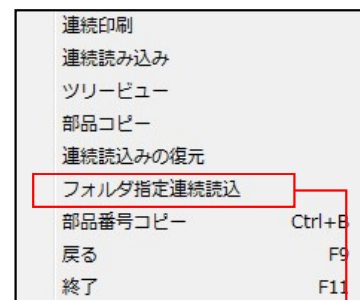 連続印刷
連続読み込み
ツリービュー
部品コピー
連続読込みの復元
フォルダ指定連続読込
部品番号コピー Ctrl+B
戻る F9
終了 F11